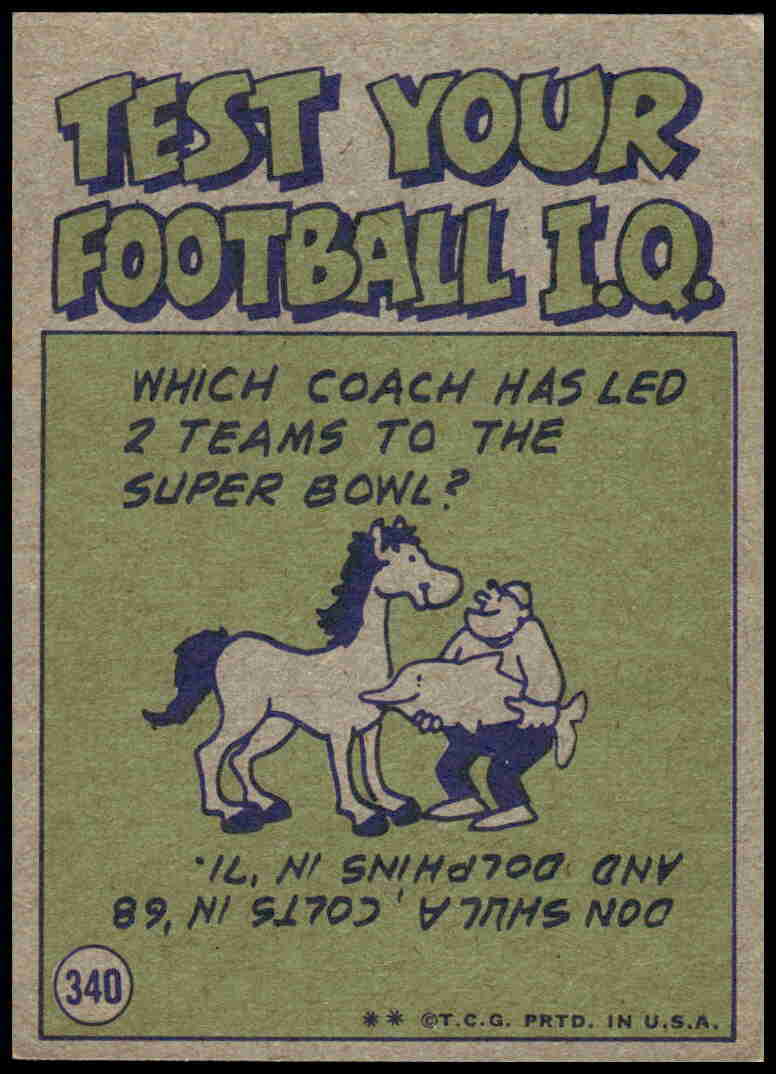 TEST YOUR
FOOTBALL I.Q.
WHICH COACH HAS LED
2 TEAMS TO THE
SUPER BOWL?
DON SHULA, COLTS IN '68
AND DOLPHINS IN '71.
340
** ©T.C.G. PRTD. IN U.S.A.